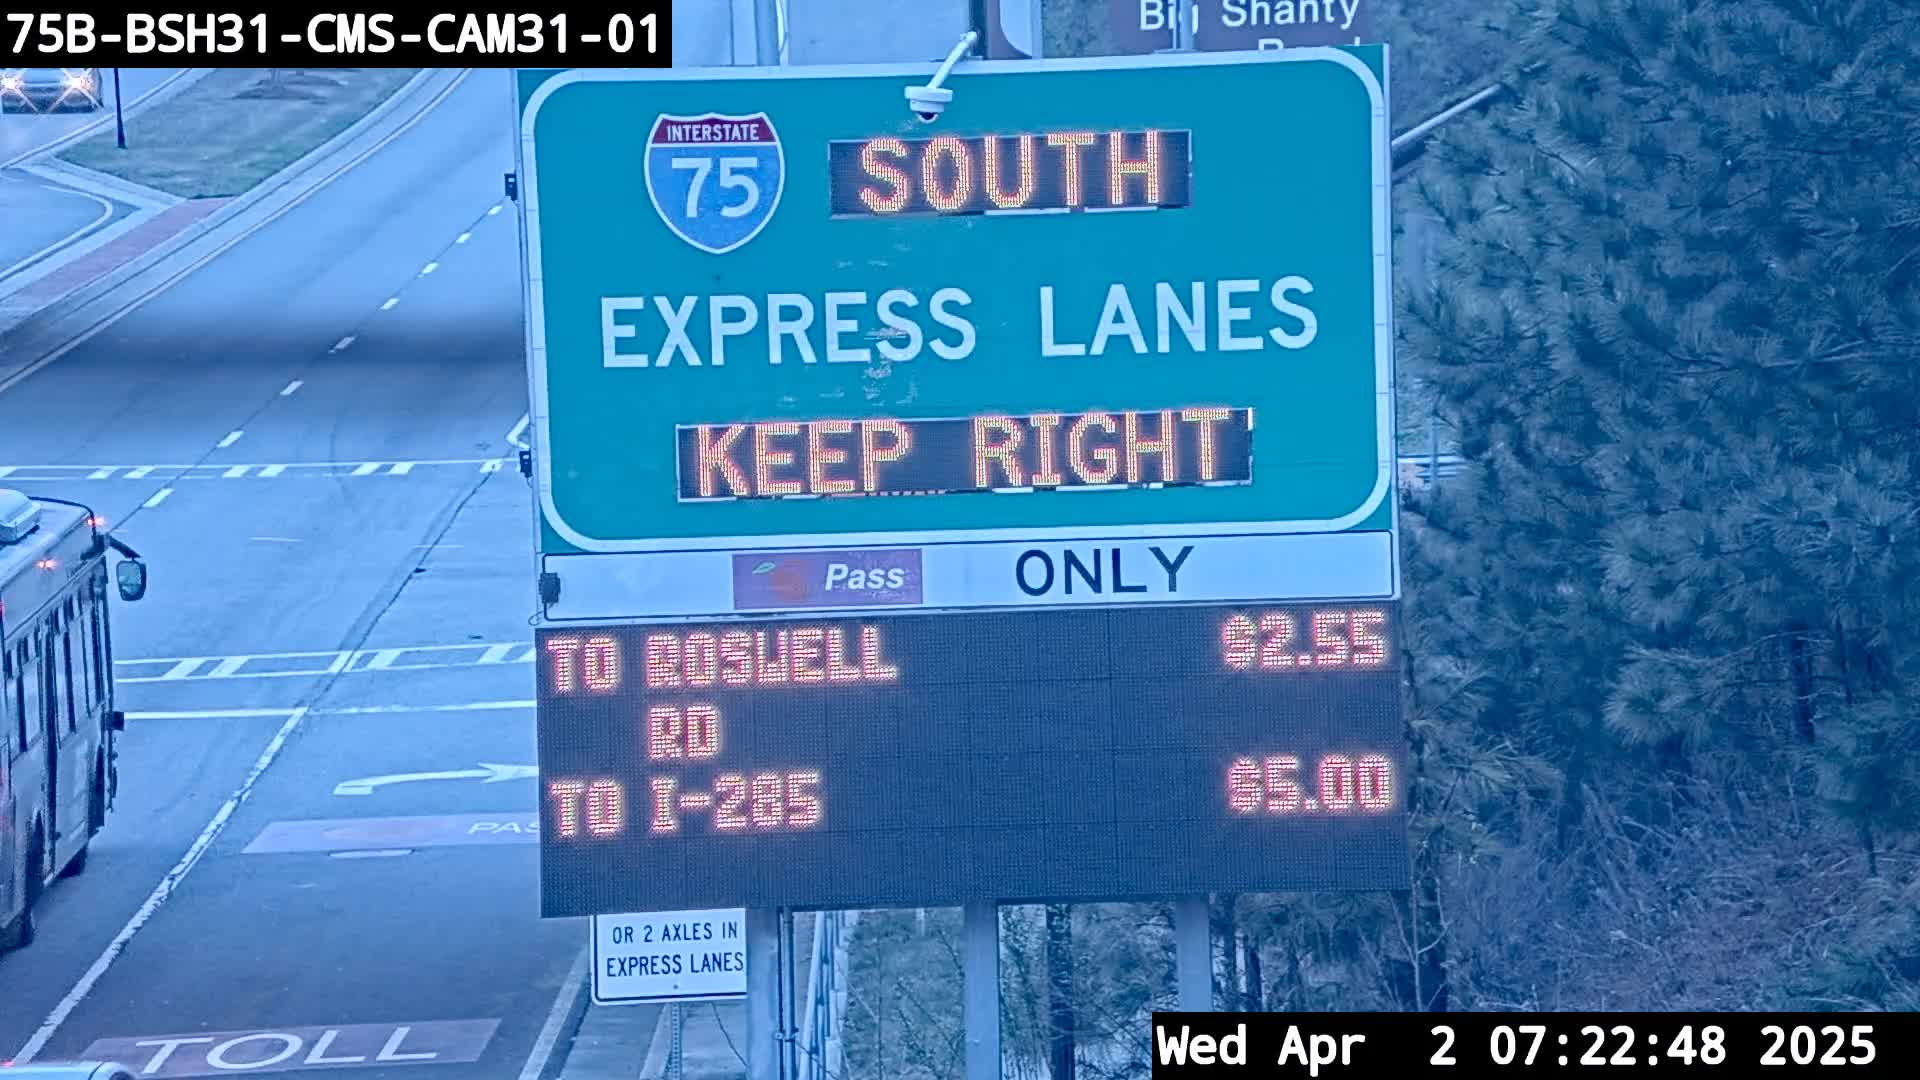 75B-BSH31-CMS-CAM31-01
Big Shanty
INTERSTATE
75
SOUTH
EXPRESS LANES
KEEP RIGHT
Pass ONLY
TO ROSWELL $2.55
RD
TO I-285 $5.00
OR 2 AXLES IN
EXPRESS LANES
TOLL
Wed Apr 2 07:22:48 2025